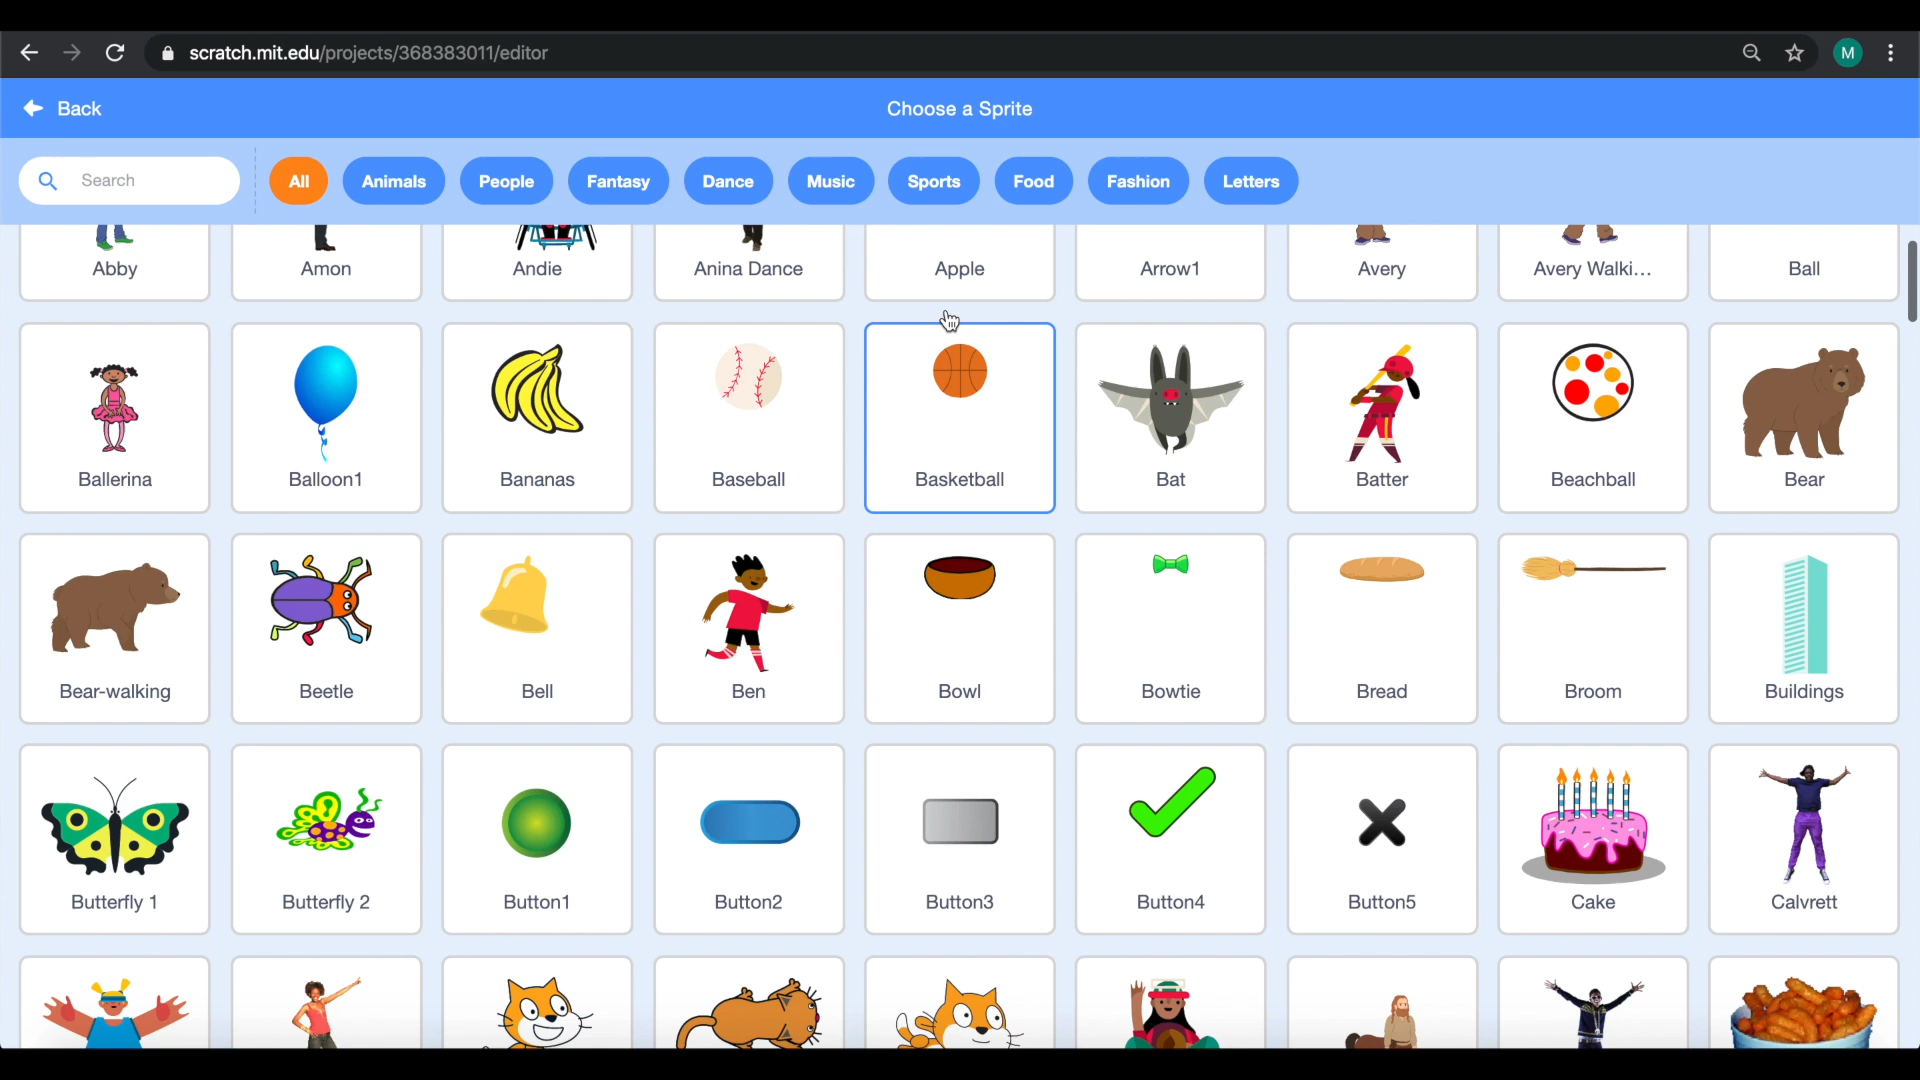 scratch.mit.edu/projects/368383011/editor
M
Back
Choose a Sprite
Search
All
Animals
People
Fantasy
Dance
Music
Sports
Food
Fashion
Letters
Abby
Amon
Andie
Anina Dance
Apple
Arrow1
Avery
Avery Walki...
Ball
Ballerina
Balloon1
Bananas
Baseball
Basketball
Bat
Batter
Beachball
Bear
Bear-walking
Beetle
Bell
Ben
Bowl
Bowtie
Bread
Broom
Buildings
Butterfly 1
Butterfly 2
Button1
Button2
Button3
Button4
Button5
Cake
Calvrett